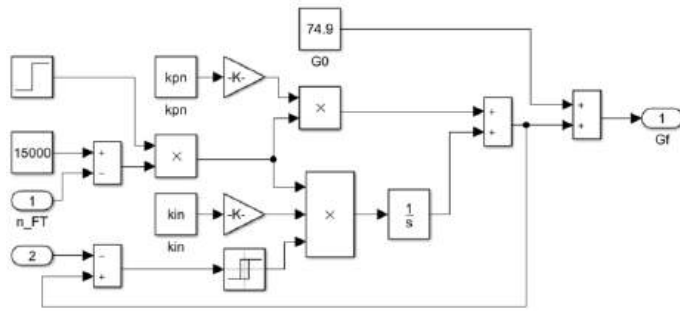 74.9
G0
kpn
-K-
kpn
+
+
+
+
1
Gf
×
15000
+
-
×
1
n_FT
kin
-K-
kin
×
1
s
2
-
+